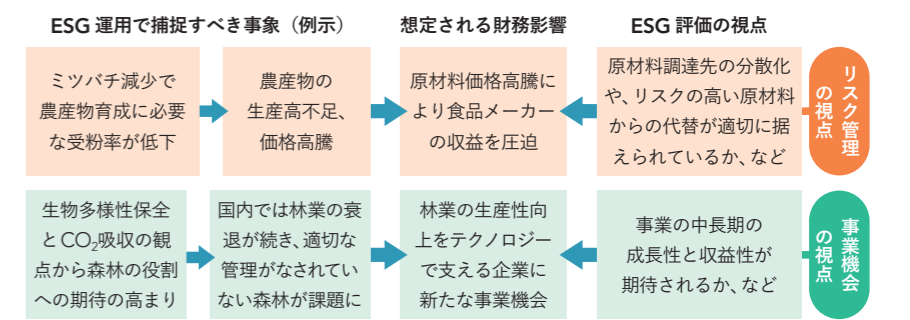 ESG 運用で捕捉すべき事象（例示）
想定される財務影響
ESG 評価の視点
ミツバチ減少で
農産物育成に必要
な受粉率が低下
農産物の
生産高不足、
価格高騰
原材料価格高騰に
より食品メーカー
の収益を圧迫
原材料調達先の分散化
や、リスクの高い原材料
からの代替が適切に据
えられているか、など
リスク管理
の視点
生物多様性保全
とCO₂吸収の観
点から森林の役割
への期待の高まり
国内では林業の衰
退が続き、適切な
管理がなされてい
ない森林が課題に
林業の生産性向
上をテクノロジー
で支える企業に
新たな事業機会
事業の中長期の
成長性と収益性が
期待されるか、など
事業機会
の視点